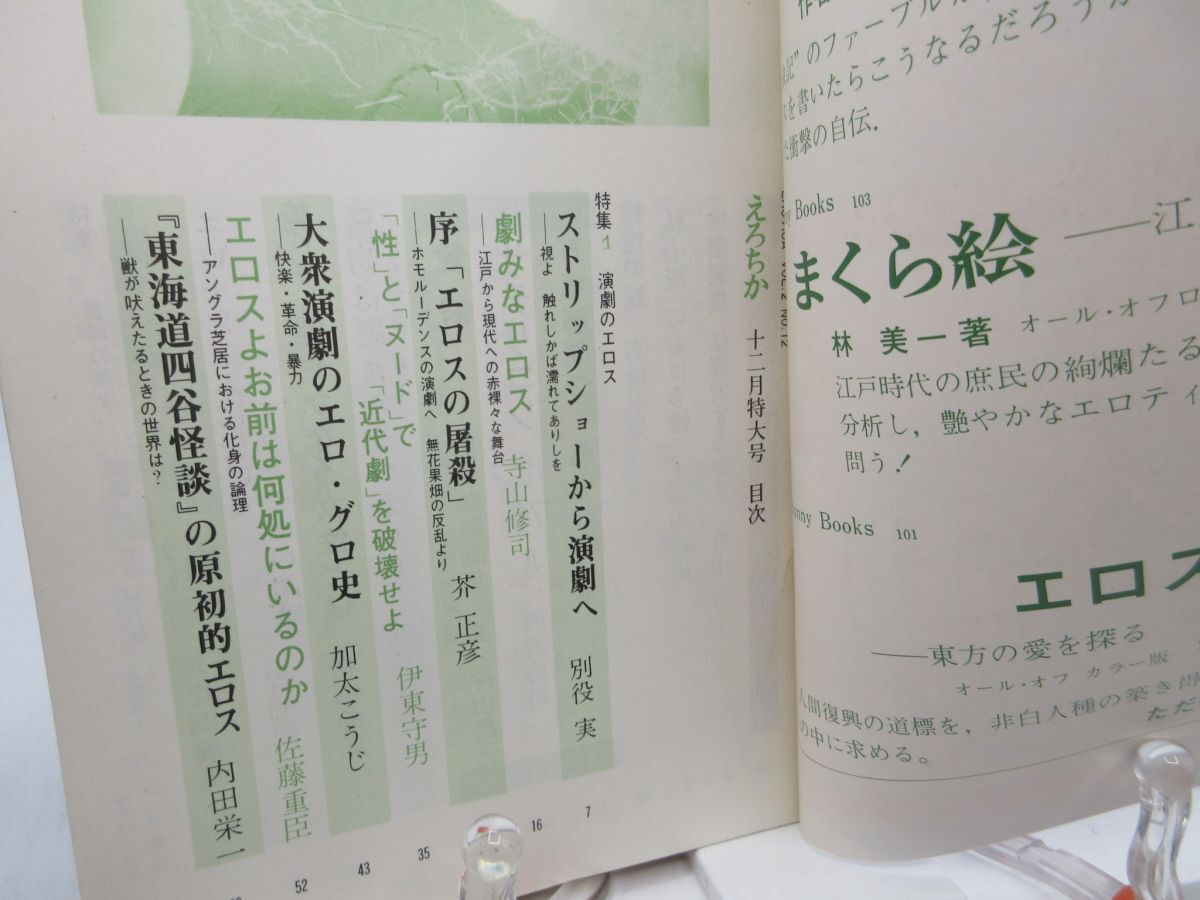 ”のファーブルが
を書いたらこうなるだろうか
衝撃の自伝.
Books 103
まくら絵
――江
林 美一著
オール・オフロ
江戸時代の庶民の絢爛たる
分析し，艶やかなエロティ
問う！
Books 101
エロス
――東方の愛を探る
オール・オフ カラー版
人間復興の道標を，非白人種の築き得
の中に求める。
ただ
VOL.2 NO.12
えろちか 十二月特大号 目次
特集1 演劇のエロス
ストリップショーから演劇へ 別役 実 7
――視よ 触れしかば濡れてありしを
劇みなエロス 寺山修司 16
――江戸から現代への赤裸々な舞台
序「エロスの屠殺」 芥 正彦
――ホモルーデンスの演劇へ 無花果畑の反乱より
「性」と「ヌード」で
「近代劇」を破壊せよ 伊東守男 35
大衆演劇のエロ・グロ史 加太こうじ 43
――快楽・革命・暴力
エロスよお前は何処にいるのか 佐藤重臣 52
――アングラ芝居における化身の論理
『東海道四谷怪談』の原初的エロス 内田栄一
――獣が吠えたるときの世界は？